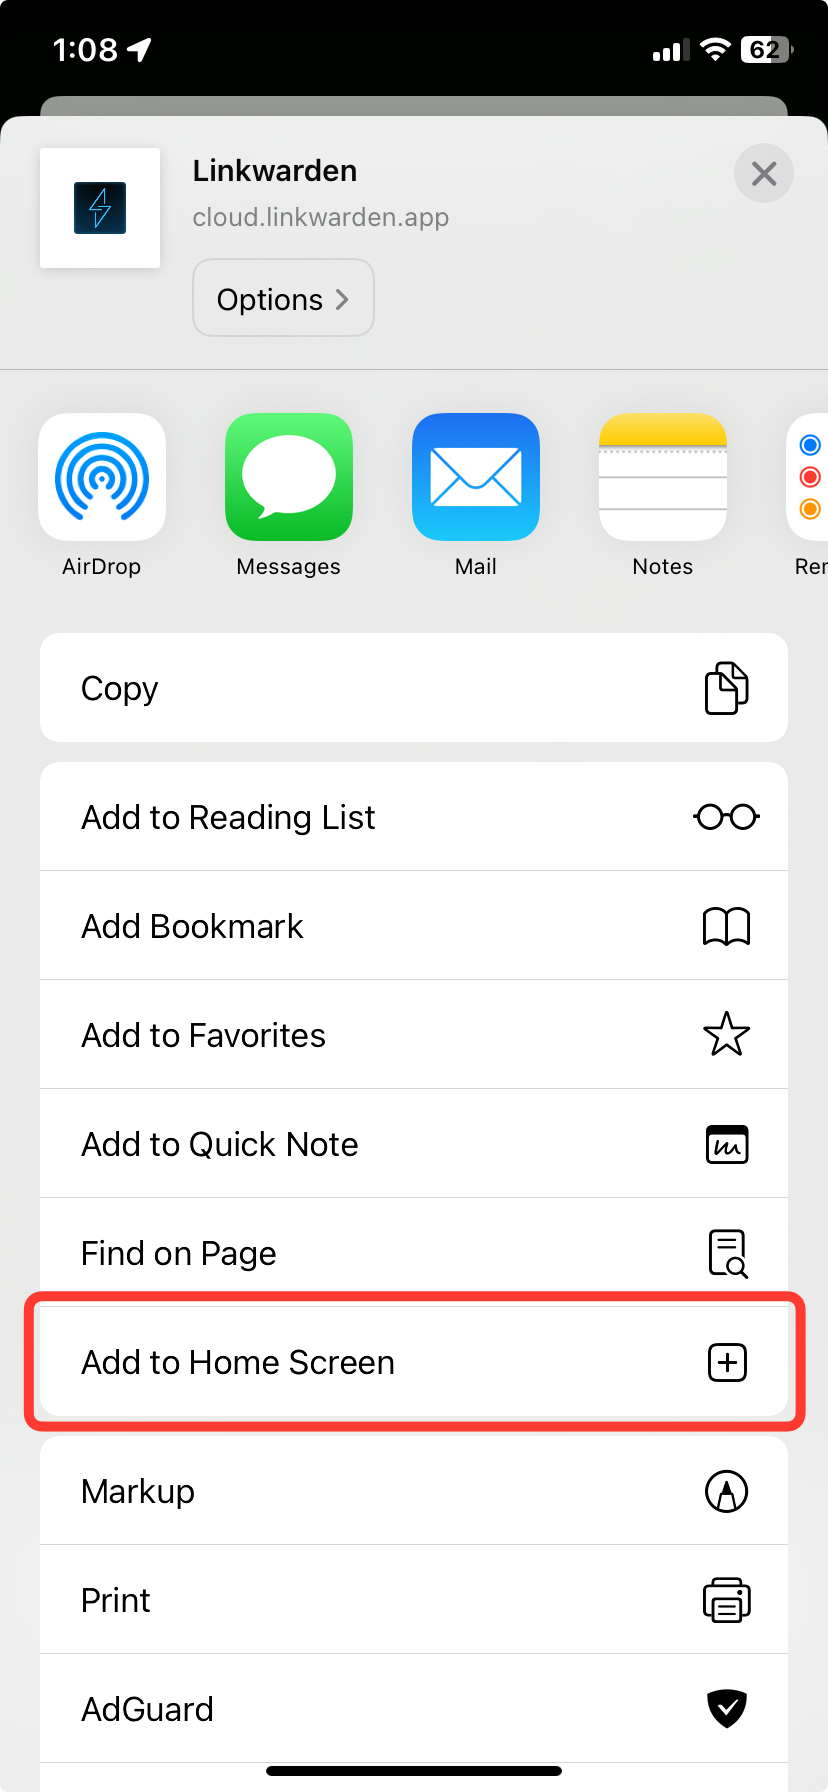 1:08
62
Linkwarden
cloud.linkwarden.app
Options
AirDrop
Messages
Mail
Notes
Rer
Copy
Add to Reading List
Add Bookmark
Add to Favorites
Add to Quick Note
Find on Page
Add to Home Screen
Markup
Print
AdGuard